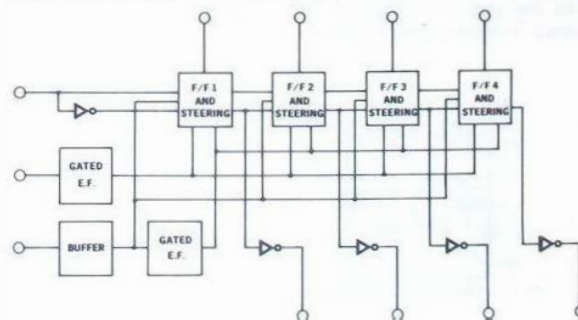 F/F 1
AND
STEERING
F/F 2
AND
STEERING
F/F 3
AND
STEERING
F/F 4
AND
STEERING
GATED
E.F.
BUFFER
GATED
E.F.